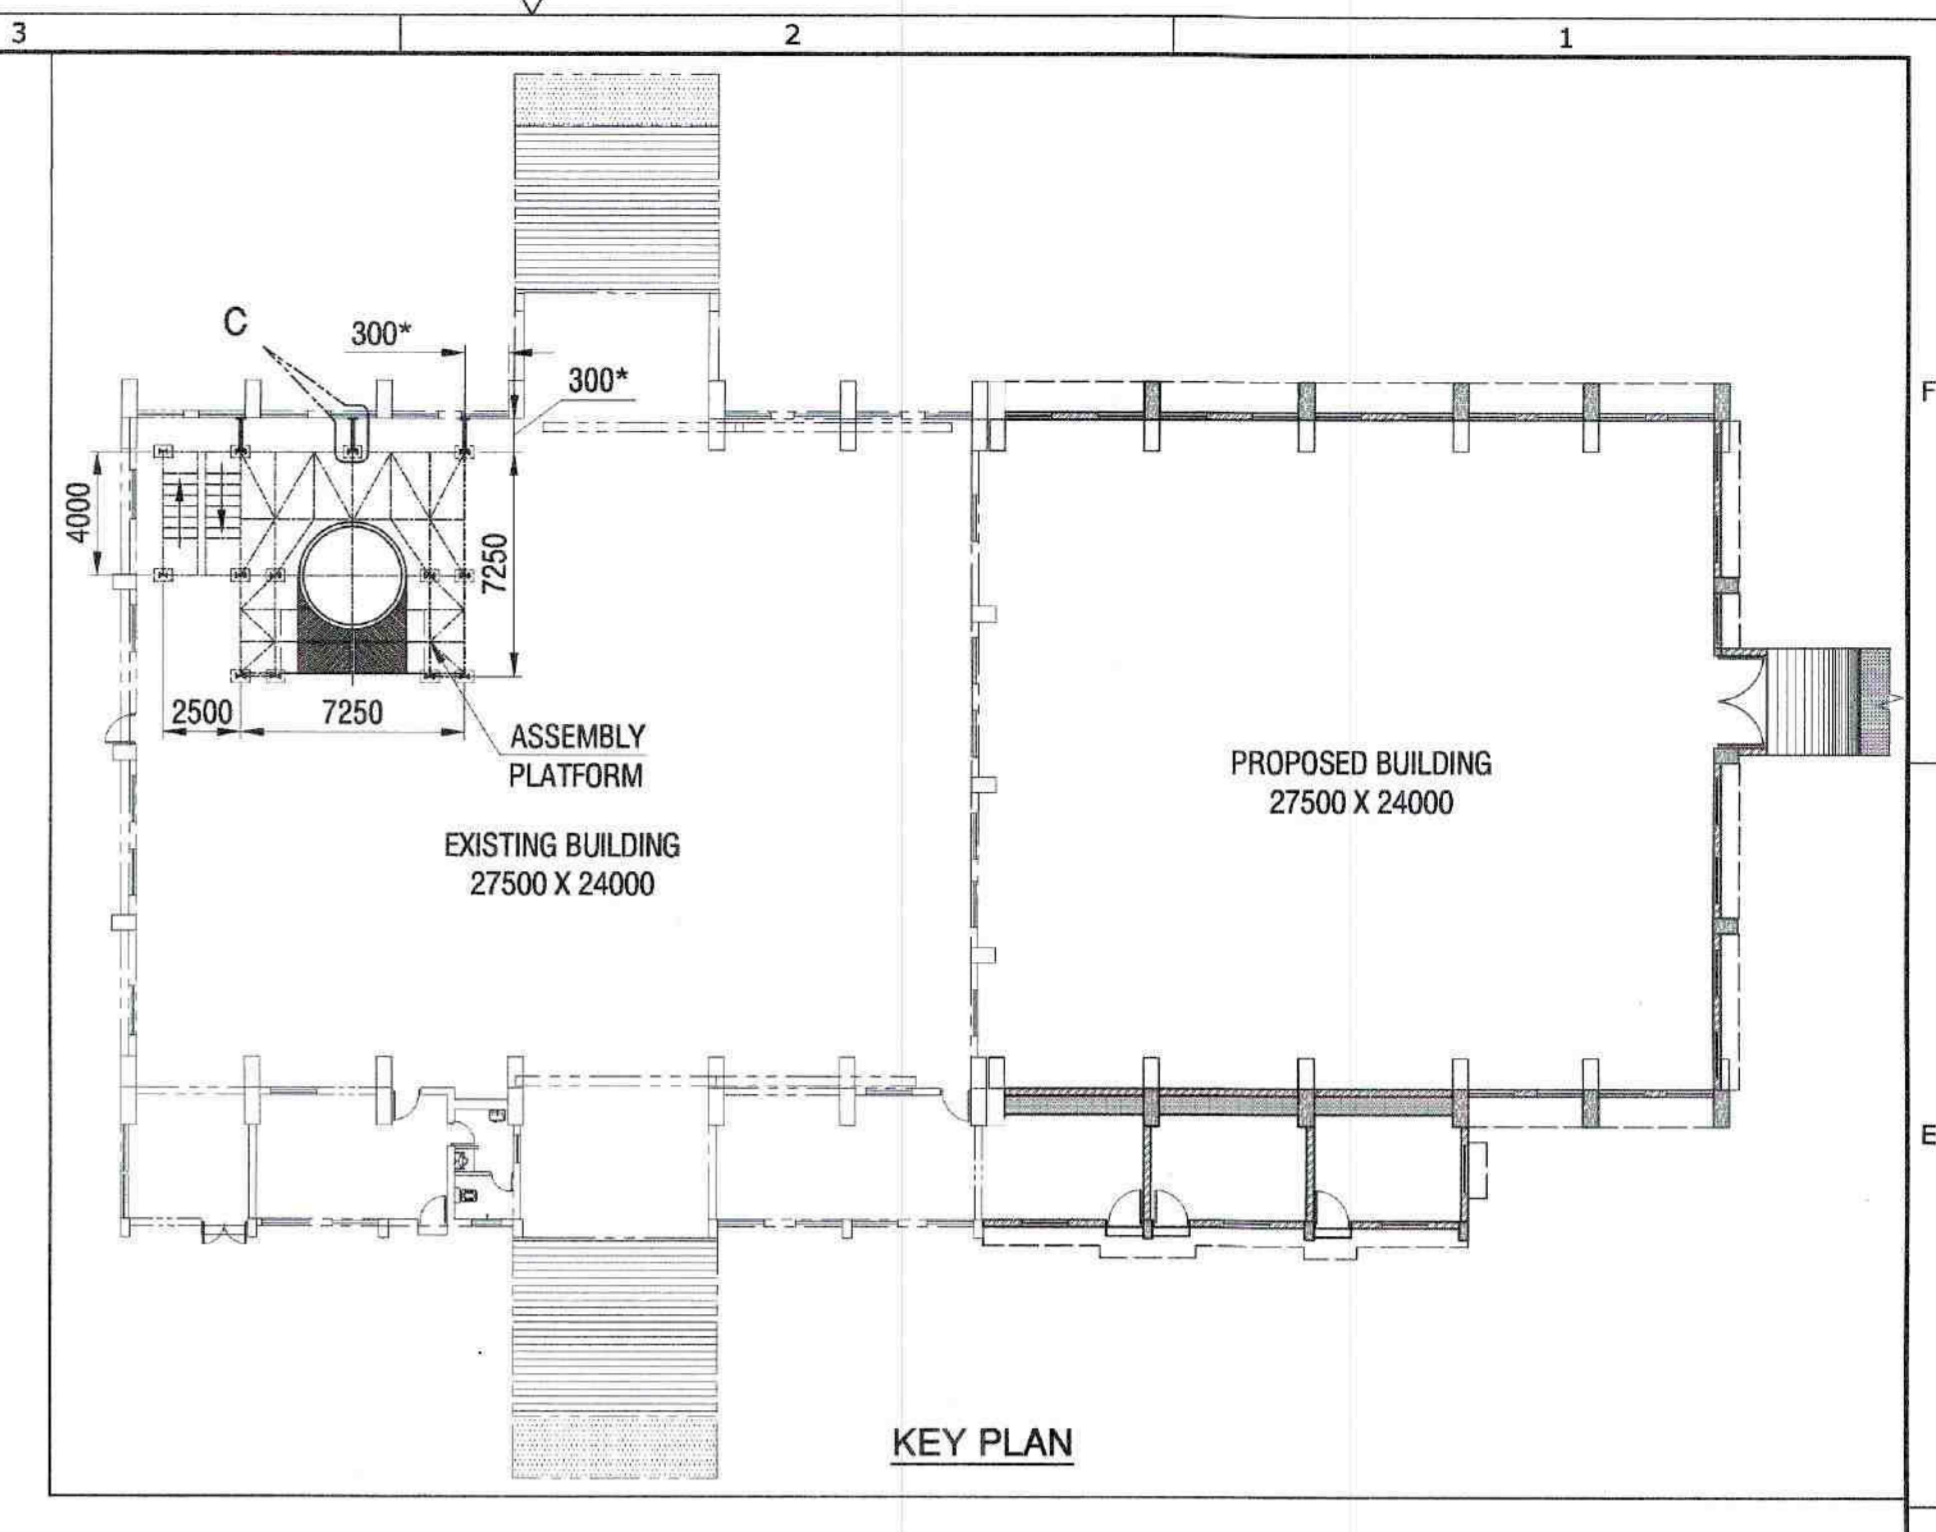 3
2
1
C
300*
300*
F
4000
7250
2500
7250
ASSEMBLY
PLATFORM
PROPOSED BUILDING
27500 X 24000
EXISTING BUILDING
27500 X 24000
E
KEY PLAN